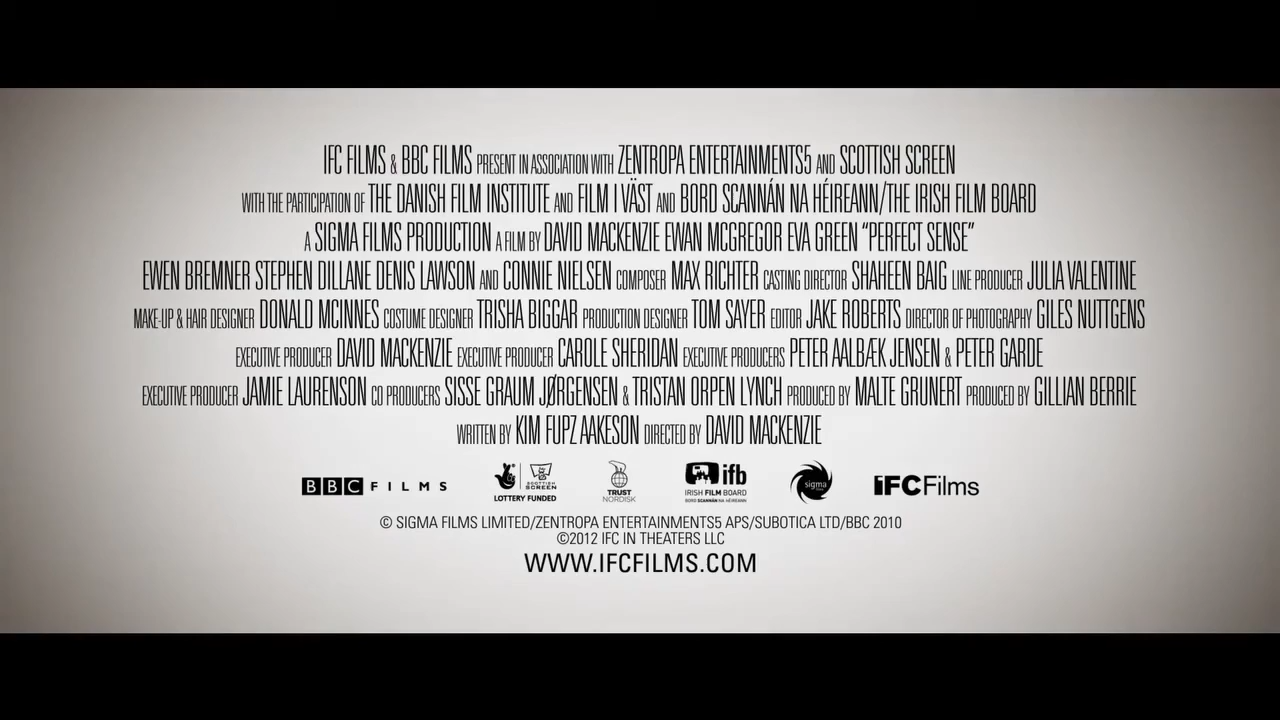 IFC FILMS & BBC FILMS PRESENT IN ASSOCIATION WITH ZENTROPA ENTERTAINMENTS5 AND SCOTTISH SCREEN
WITH THE PARTICIPATION OF THE DANISH FILM INSTITUTE AND FILM I VÄST AND BORD SCANNÁN NA HÉIREANN/THE IRISH FILM BOARD
A SIGMA FILMS PRODUCTION A FILM BY DAVID MACKENZIE EWAN MCGREGOR EVA GREEN “PERFECT SENSE”
EWEN BREMNER STEPHEN DILLANE DENIS LAWSON AND CONNIE NIELSEN COMPOSER MAX RICHTER CASTING DIRECTOR SHAHEEN BAIG LINE PRODUCER JULIA VALENTINE
MAKE-UP & HAIR DESIGNER DONALD MCINNES COSTUME DESIGNER TRISHA BIGGAR PRODUCTION DESIGNER TOM SAYER EDITOR JAKE ROBERTS DIRECTOR OF PHOTOGRAPHY GILES NUTTGENS
EXECUTIVE PRODUCER DAVID MACKENZIE EXECUTIVE PRODUCER CAROLE SHERIDAN EXECUTIVE PRODUCERS PETER AALBÆK JENSEN & PETER GARDE
EXECUTIVE PRODUCER JAMIE LAURENSON CO PRODUCERS SISSE GRAUM JØRGENSEN & TRISTAN ORPEN LYNCH PRODUCED BY MALTE GRUNERT PRODUCED BY GILLIAN BERRIE
WRITTEN BY KIM FUPZ AAKESON DIRECTED BY DAVID MACKENZIE
BBC FILMS
SCOTTISH SCREEN
LOTTERY FUNDED
TRUST NORDISK
ifb
IRISH FILM BOARD
BORD SCANNÁN NA hÉIREANN
sigma films
IFC Films
© SIGMA FILMS LIMITED/ZENTROPA ENTERTAINMENTS5 APS/SUBOTICA LTD/BBC 2010
©2012 IFC IN THEATERS LLC
WWW.IFCFILMS.COM